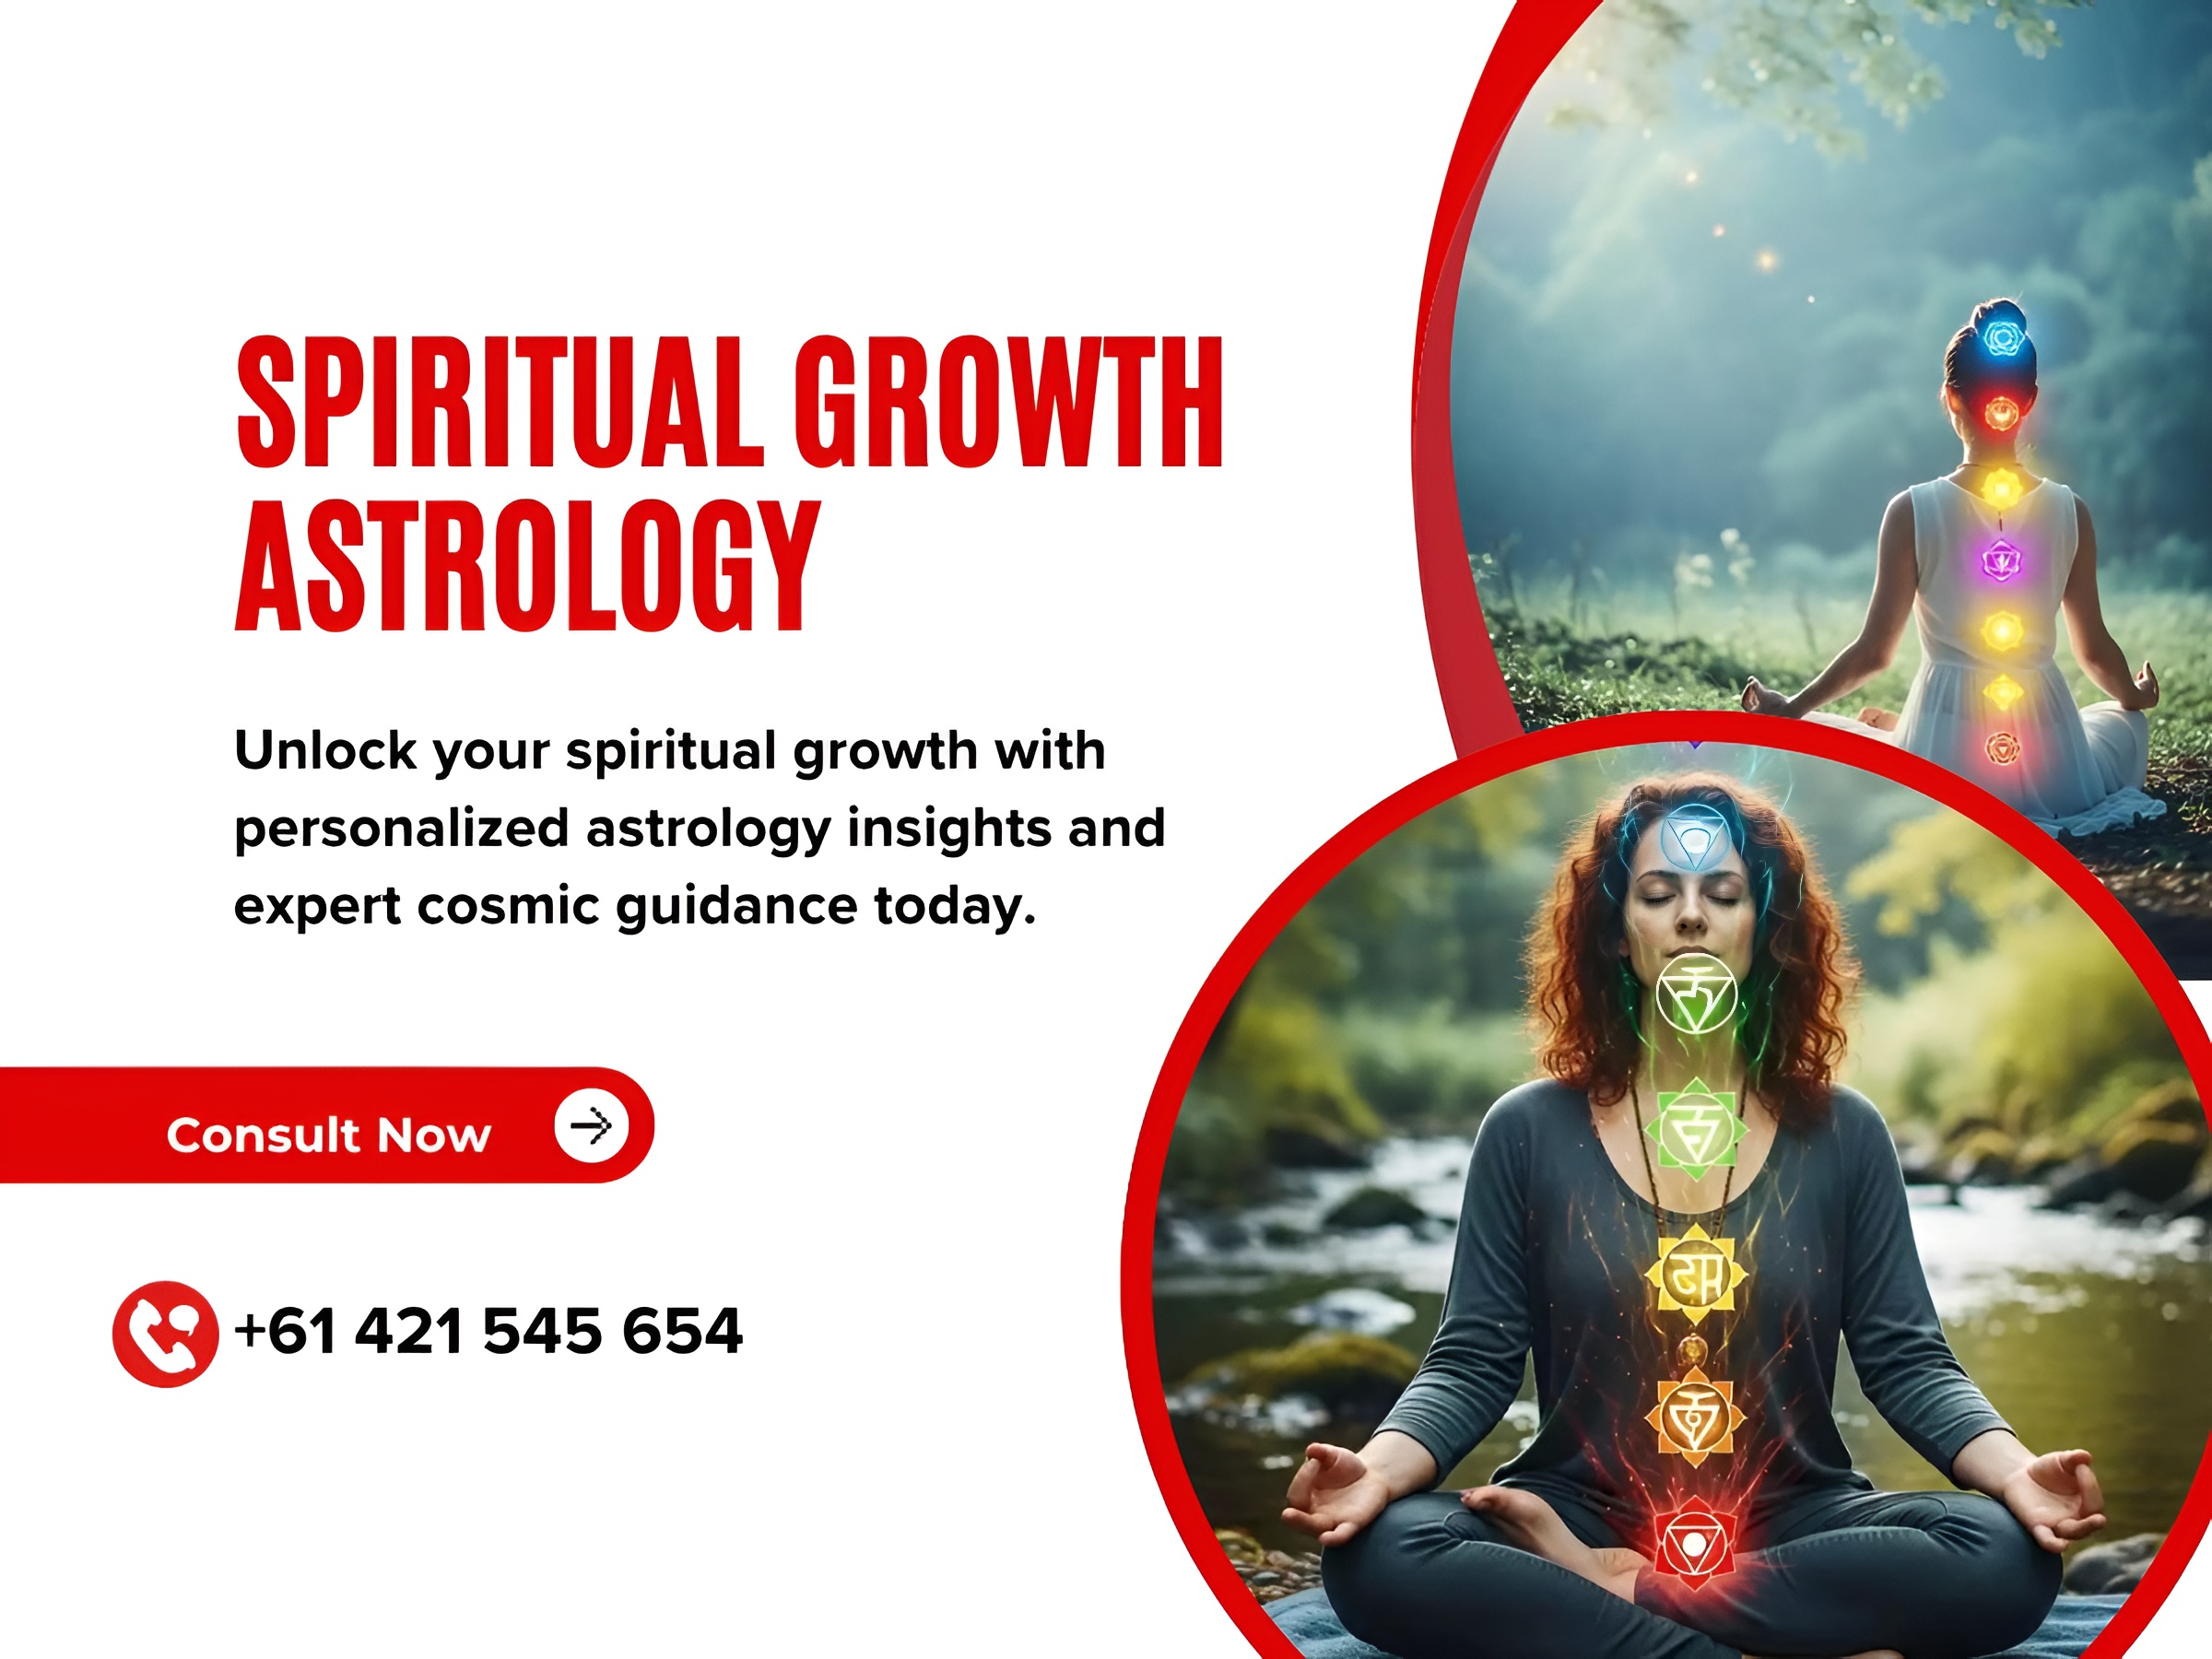 SPIRITUAL GROWTH
ASTROLOGY
Unlock your spiritual growth with
personalized astrology insights and
expert cosmic guidance today.
Consult Now
+61 421 545 654